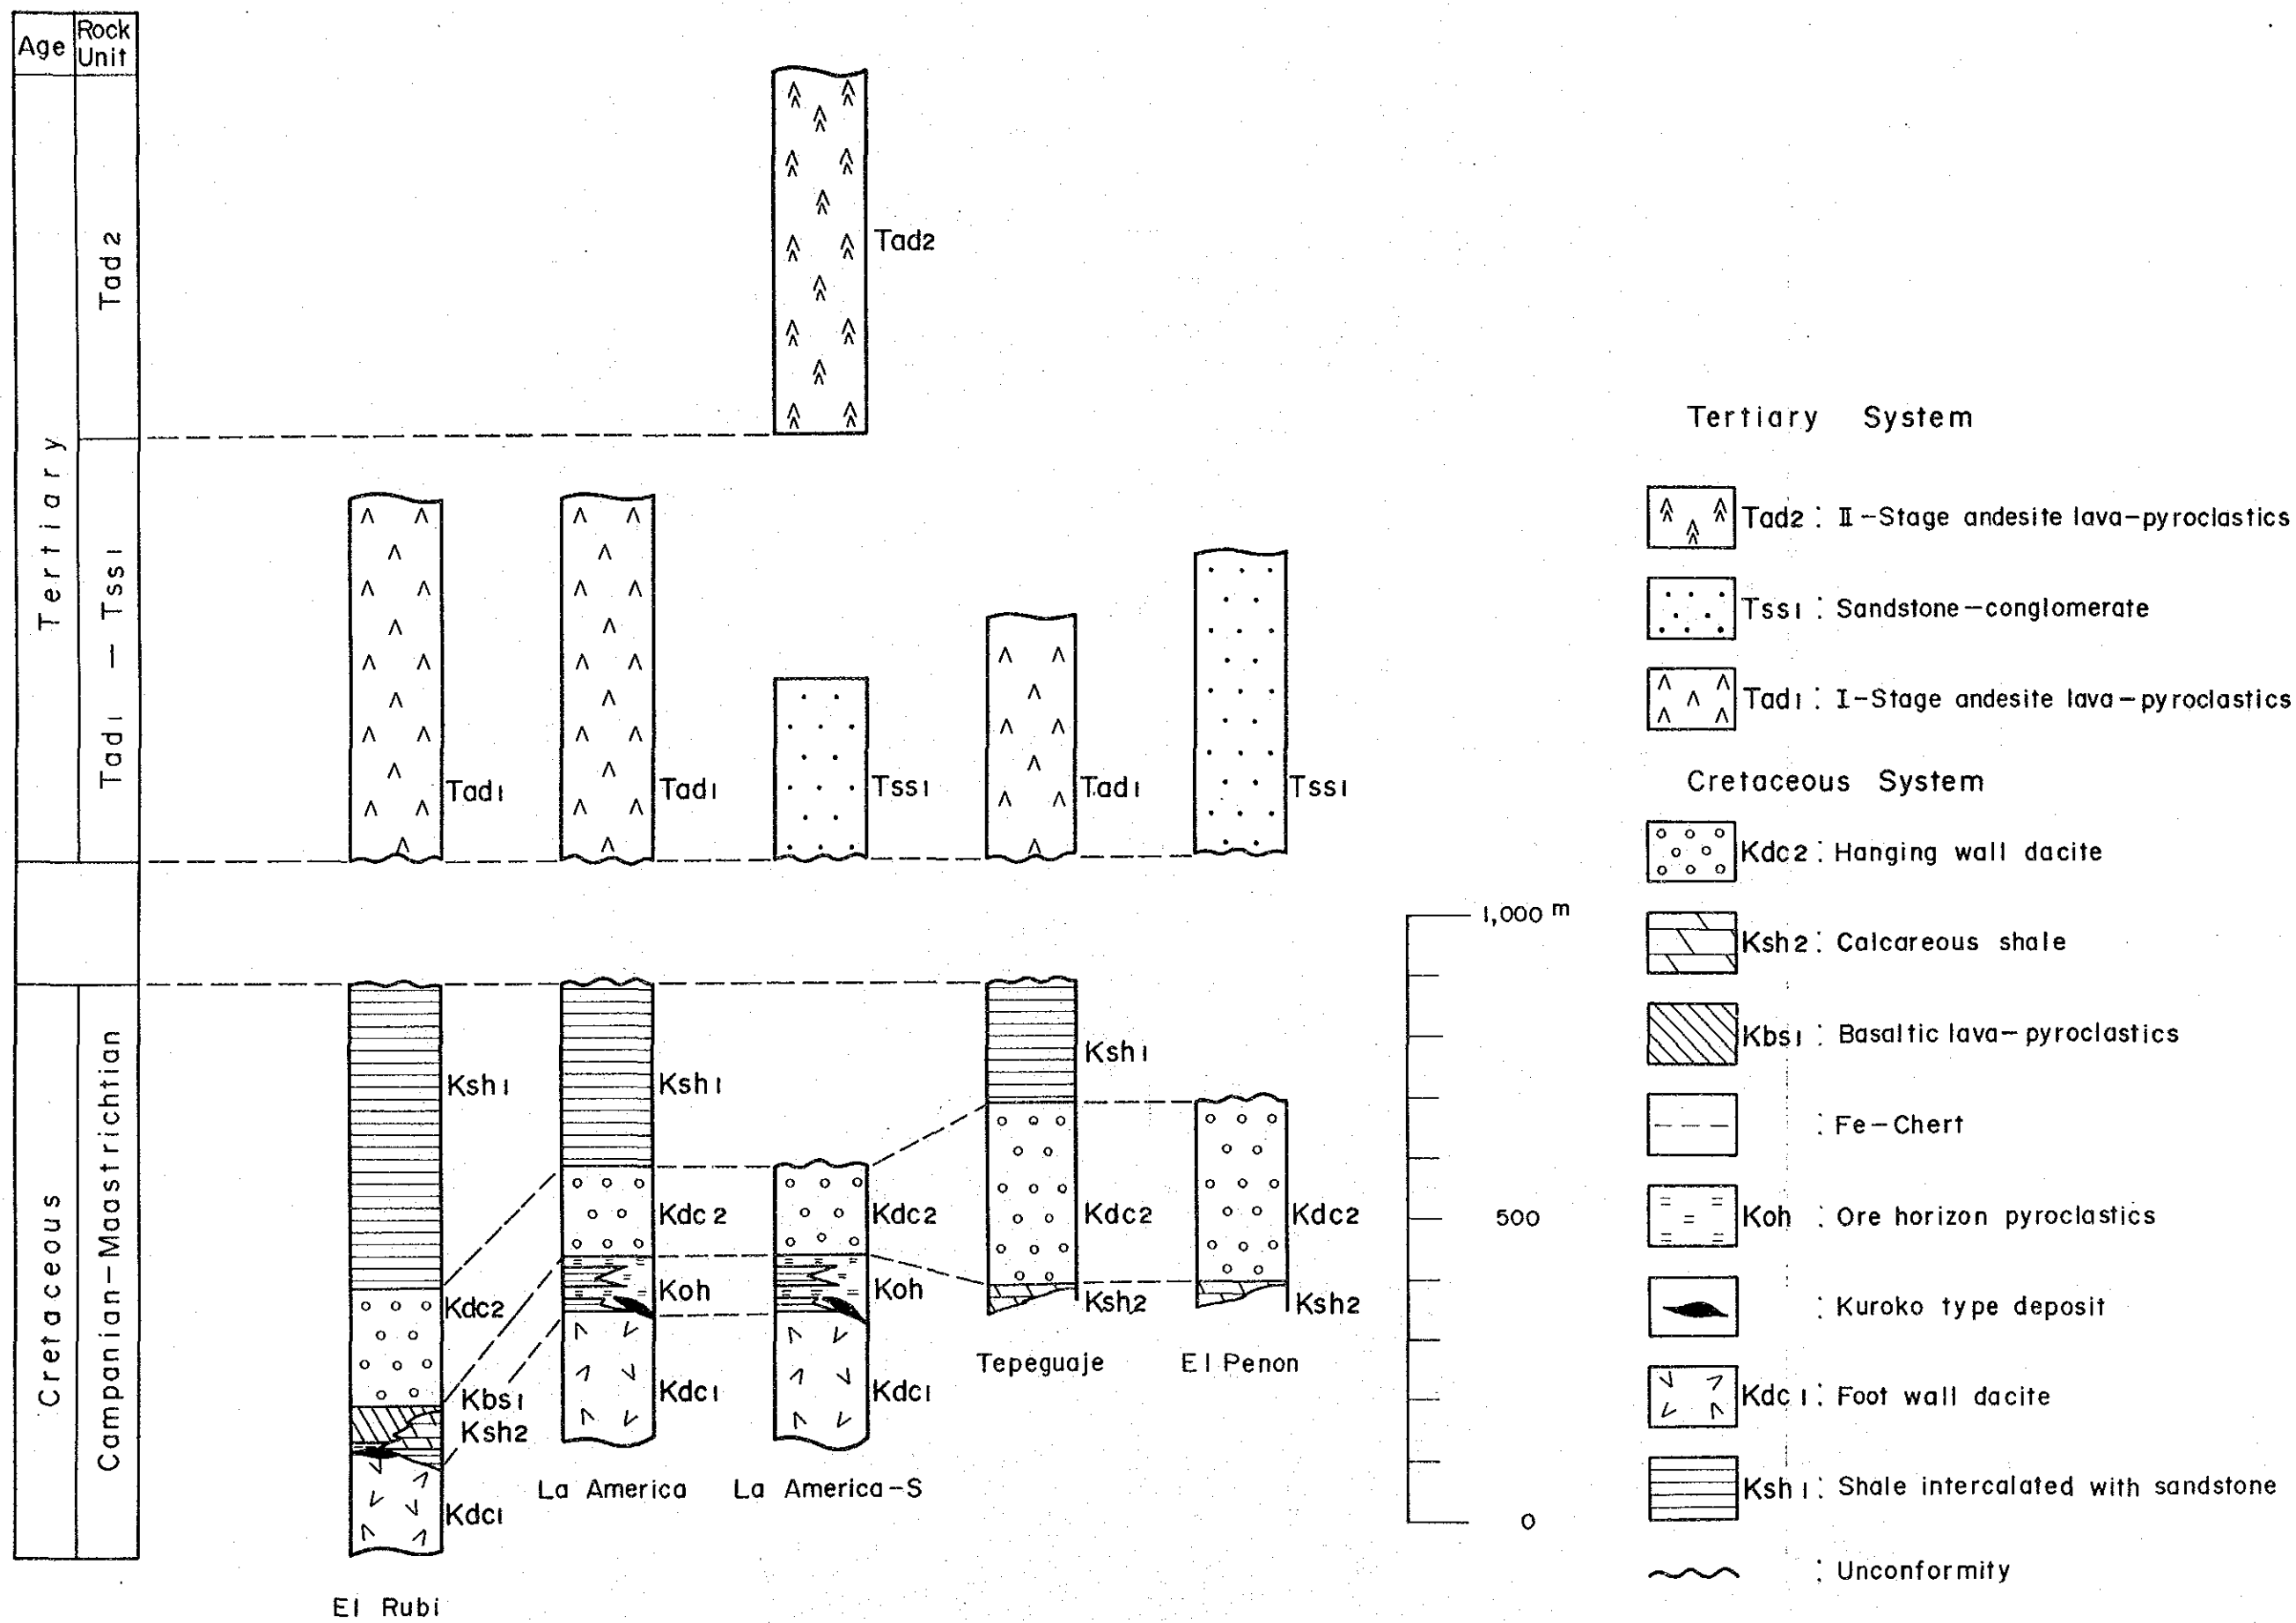 Age
Rock
Unit
Tertiary
Tad2
Tad1 — Tss1
Cretaceous
Campanian-Maastrichtian
Tad2
Tad1
Tad1
Tss1
Tad1
Tss1
Ksh1
Ksh1
Ksh1
Kdc2
Kdc2
Kdc2
Kdc2
Kdc2
Koh
Koh
Ksh2
Ksh2
Kbs1
Ksh2
Kdc1
Kdc1
Kdc1
Tepeguaje
El Penon
La America
La America-S
El Rubi
1,000 m
500
0
Tertiary System
Tad2 : II-Stage andesite lava-pyroclastics
Tss1 : Sandstone-conglomerate
Tad1 : I-Stage andesite lava-pyroclastics
Cretaceous System
Kdc2 : Hanging wall dacite
Ksh2 : Calcareous shale
Kbs1 : Basaltic lava-pyroclastics
: Fe-Chert
Koh : Ore horizon pyroclastics
: Kuroko type deposit
Kdc1 : Foot wall dacite
Ksh1 : Shale intercalated with sandstone
: Unconformity